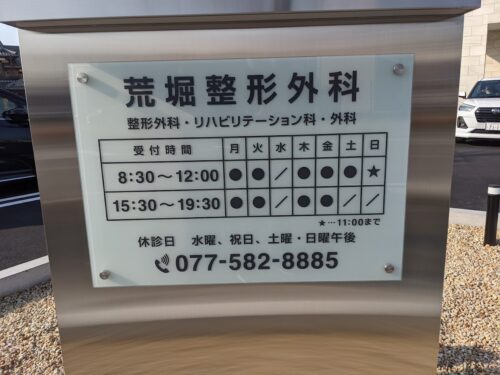 荒堀整形外科
整形外科・リハビリテーション科・外科
受付時間 月 火 水 木 金 土 日
8:30～12:00 ● ● ／ ● ● ● ★
15:30～19:30 ● ● ／ ● ● ／ ／
★…11:00まで
休診日 水曜、祝日、土曜・日曜午後
077-582-8885